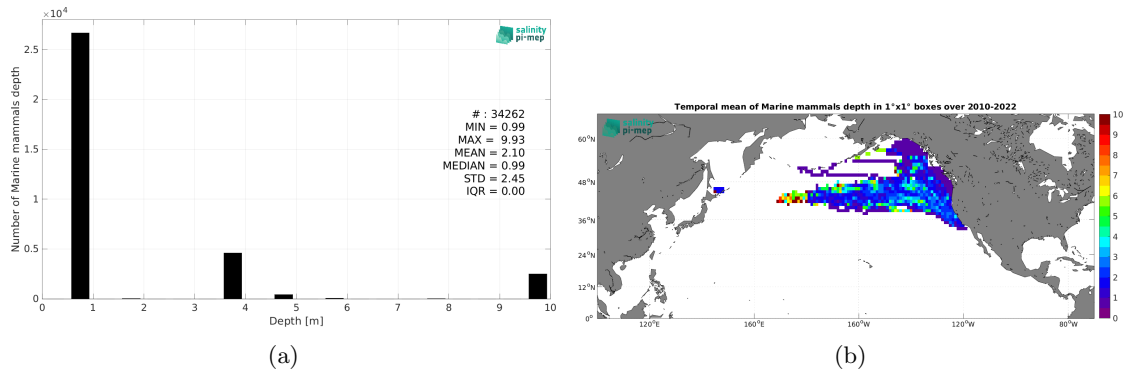 ×10⁴
2.5
2
1.5
1
0.5
0
Number of Marine mammals depth
salinity
pi-mep
# : 34262
MIN = 0.99
MAX = 9.93
MEAN = 2.10
MEDIAN = 0.99
STD = 2.45
IQR = 0.00
0 1 2 3 4 5 6 7 8 9 10
Depth [m]
(a)
Temporal mean of Marine mammals depth in 1°x1° boxes over 2010-2022
salinity
pi-mep
60°N
48°N
36°N
24°N
12°N
0°
120°E 160°E 160°W 120°W 80°W
10
9
8
7
6
5
4
3
2
1
0
(b)